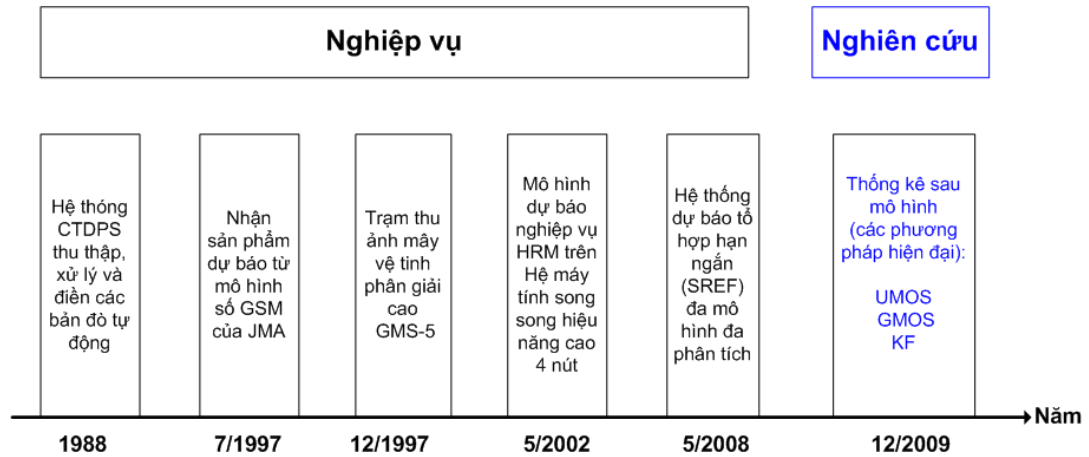 Nghiệp vụ
Nghiên cứu
Hệ thóng
CTDPS
thu thập,
xử lý và
điền các
bản đò tự
động
Nhận
sản phẩm
dự báo từ
mô hình
số GSM
của JMA
Trạm thu
ảnh mây
vệ tinh
phân giải
cao
GMS-5
Mô hình
dự báo
nghiệp vụ
HRM trên
Hệ máy
tính song
song hiệu
năng cao
4 nút
Hệ thống
dự báo tổ
hợp hạn
ngắn
(SREF)
đa mô
hình đa
phân tích
Thống kê sau
mô hình
(các phương
pháp hiện đại):
UMOS
GMOS
KF
Năm
1988
7/1997
12/1997
5/2002
5/2008
12/2009